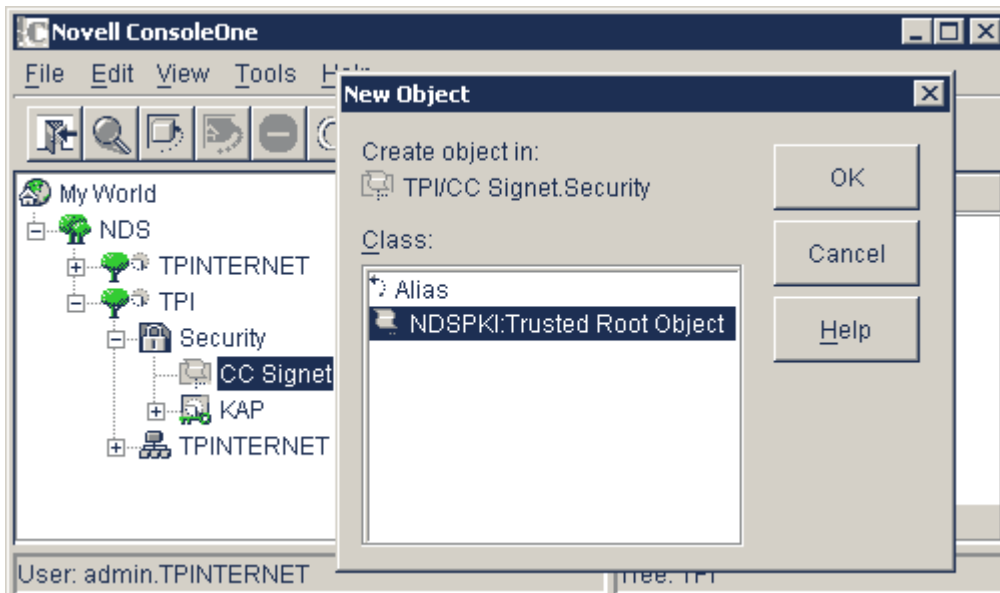 Novell ConsoleOne
File Edit View Tools
My World
NDS
TPINTERNET
TPI
Security
CC Signet
KAP
TPINTERNET
User: admin.TPINTERNET
Tree: TPI
New Object
Create object in:
TPI/CC Signet.Security
Class:
Alias
NDSPKI:Trusted Root Object
OK
Cancel
Help